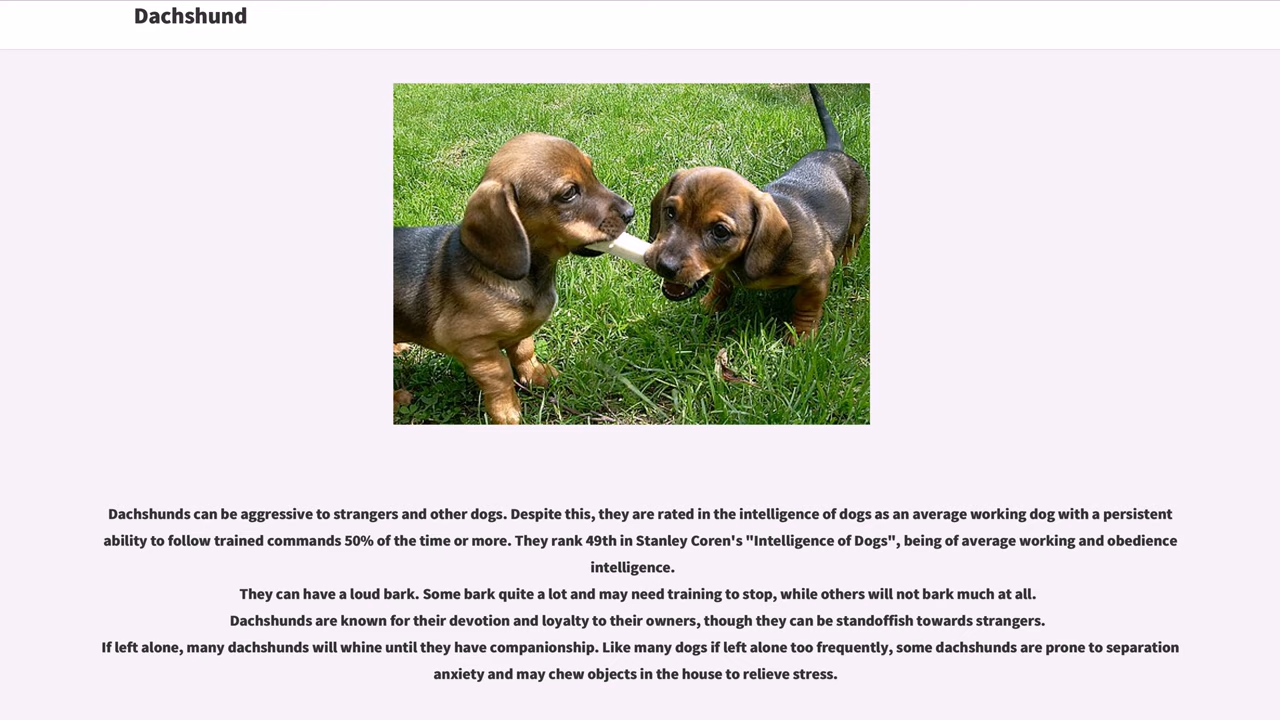 Dachshund
Dachshunds can be aggressive to strangers and other dogs. Despite this, they are rated in the intelligence of dogs as an average working dog with a persistent
ability to follow trained commands 50% of the time or more. They rank 49th in Stanley Coren's "Intelligence of Dogs", being of average working and obedience
intelligence.
They can have a loud bark. Some bark quite a lot and may need training to stop, while others will not bark much at all.
Dachshunds are known for their devotion and loyalty to their owners, though they can be standoffish towards strangers.
If left alone, many dachshunds will whine until they have companionship. Like many dogs if left alone too frequently, some dachshunds are prone to separation
anxiety and may chew objects in the house to relieve stress.